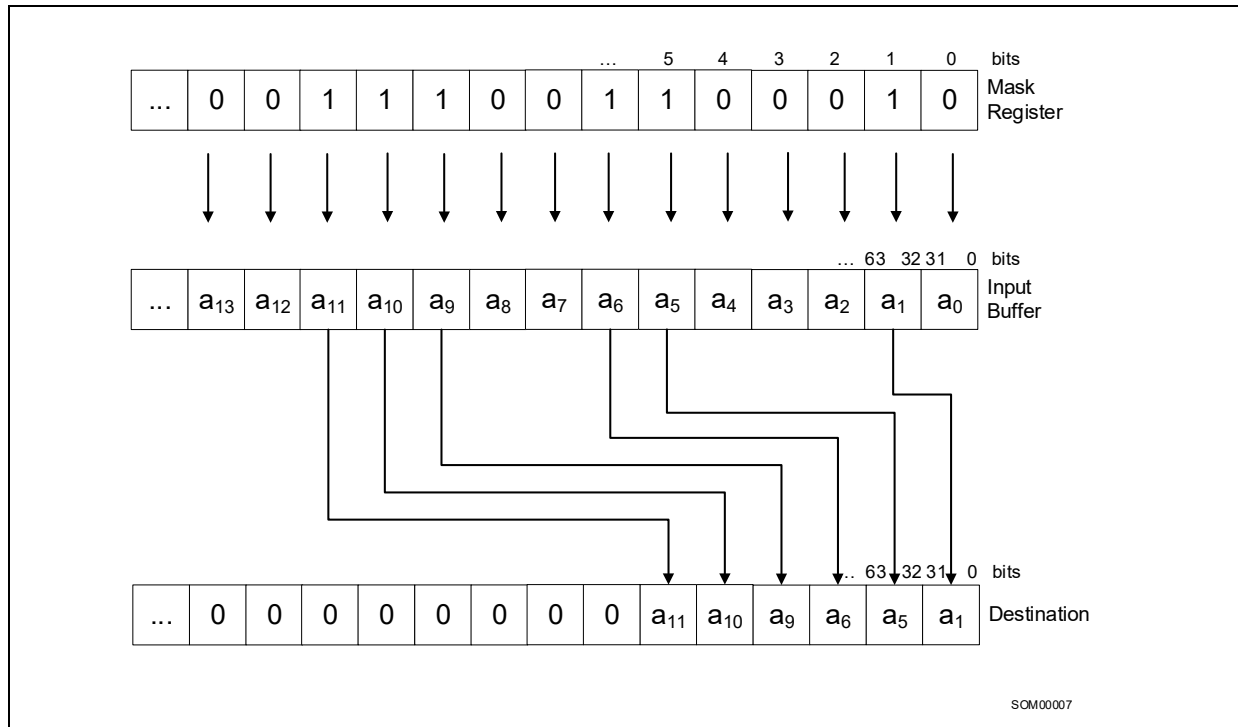 ... 5 4 3 2 1 0 bits
... 0 0 1 1 1 0 0 1 1 0 0 0 1 0 Mask
Register
... 63 32 31 0 bits
... a13 a12 a11 a10 a9 a8 a7 a6 a5 a4 a3 a2 a1 a0 Input
Buffer
.. 63 32 31 0 bits
... 0 0 0 0 0 0 0 0 a11 a10 a9 a6 a5 a1 Destination
SOM00007